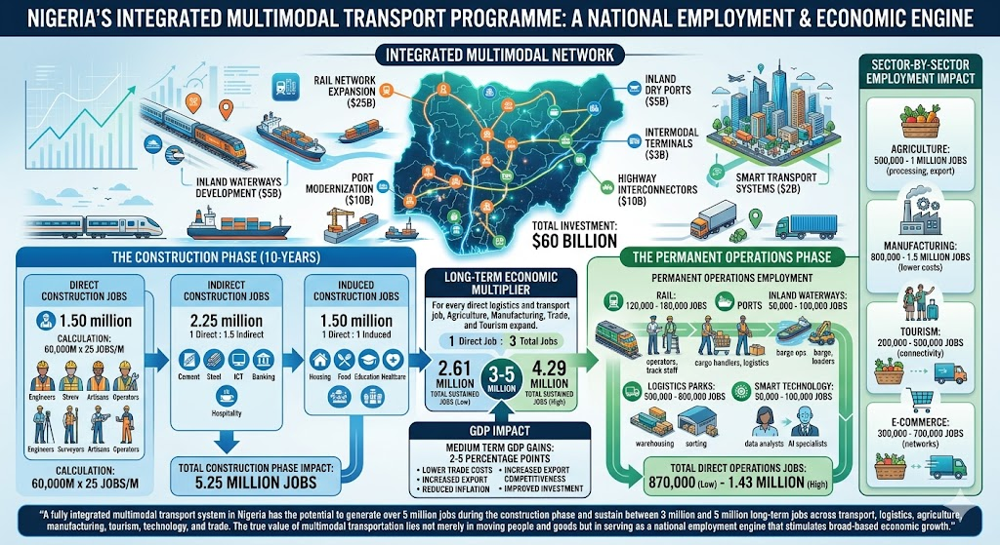 NIGERIA'S INTEGRATED MULTIMODAL TRANSPORT PROGRAMME: A NATIONAL EMPLOYMENT & ECONOMIC ENGINE
INTEGRATED MULTIMODAL NETWORK
RAIL NETWORK
EXPANSION ($25B)
INLAND WATERWAYS
DEVELOPMENT ($5B)
PORT
MODERNIZATION
($10B)
INLAND
DRY PORTS
($5B)
INTERMODAL
TERMINALS
($3B)
HIGHWAY
INTERCONNECTORS
($10B)
SMART TRANSPORT
SYSTEMS ($2B)
TOTAL INVESTMENT:
$60 BILLION
SECTOR-BY-SECTOR
EMPLOYMENT IMPACT
AGRICULTURE:
500,000 - 1 MILLION JOBS
(processing, export)
MANUFACTURING:
800,000 - 1.5 MILLION JOBS
(lower costs)
TOURISM:
200,000 - 500,000 JOBS
(connectivity)
E-COMMERCE:
300,000 - 700,000 JOBS
(networks)
THE CONSTRUCTION PHASE (10-YEARS)
DIRECT
CONSTRUCTION JOBS
1.50 million
CALCULATION:
60,000M x 25 JOBS/M
Engineers Strenv Artisans Operators
Engineers Surveyors Artisans Operators
CALCULATION:
60,000M x 25 JOBS/M
INDIRECT
CONSTRUCTION JOBS
2.25 million
1 Direct : 1.5 Indirect
Cement Steel ICT Banking
Hospitality
INDUCED
CONSTRUCTION JOBS
1.50 million
1 Direct : 1 Induced
Housing Food Education Healtcare
TOTAL CONSTRUCTION PHASE IMPACT:
5.25 MILLION JOBS
LONG-TERM ECONOMIC
MULTIPLIER
For every direct logistics and transport
job, Agriculture, Manufacturing, Trade,
and Tourism expand.
1 Direct Job : 3 Total Jobs
2.61
MILLION
TOTAL SUSTAINED
JOBS (Low)
3-5
MILLION
4.29
MILLION
TOTAL SUSTAINED
JOBS (High)
GDP IMPACT
MEDIUM TERM GDP GAINS:
2-5 PERCENTAGE POINTS
• LOWER TRADE COSTS
• INCREASED EXPORT
• REDUCED INFLATION
• INCREASED EXPORT
COMPETITIVENESS
• IMPROVED INVESTMENT
THE PERMANENT OPERATIONS PHASE
PERMANENT OPERATIONS EMPLOYMENT
RAIL:
120,000 - 180,000 JOBS
operators,
track staff
PORTS
cargo handlers, logistics
INLAND WATERWAYS:
50,000 - 100,000 JOBS
barge ops
barge,
loaders
LOGISTICS PARKS:
500,000 - 800,000 JOBS
warehousing sorting
SMART TECHNOLOGY:
50,000 - 100,000 JOBS
data analysts AI specialists
TOTAL DIRECT OPERATIONS JOBS:
870,000 (Low) - 1.43 MILLION (High)
"A fully integrated multimodal transport system in Nigeria has the potential to generate over 5 million jobs during the construction phase and sustain between 3 million and 5 million long-term jobs across transport, logistics, agriculture,
manufacturing, tourism, technology, and trade. The true value of multimodal transportation lies not merely in moving people and goods but in serving as a national employment engine that stimulates broad-based economic growth."